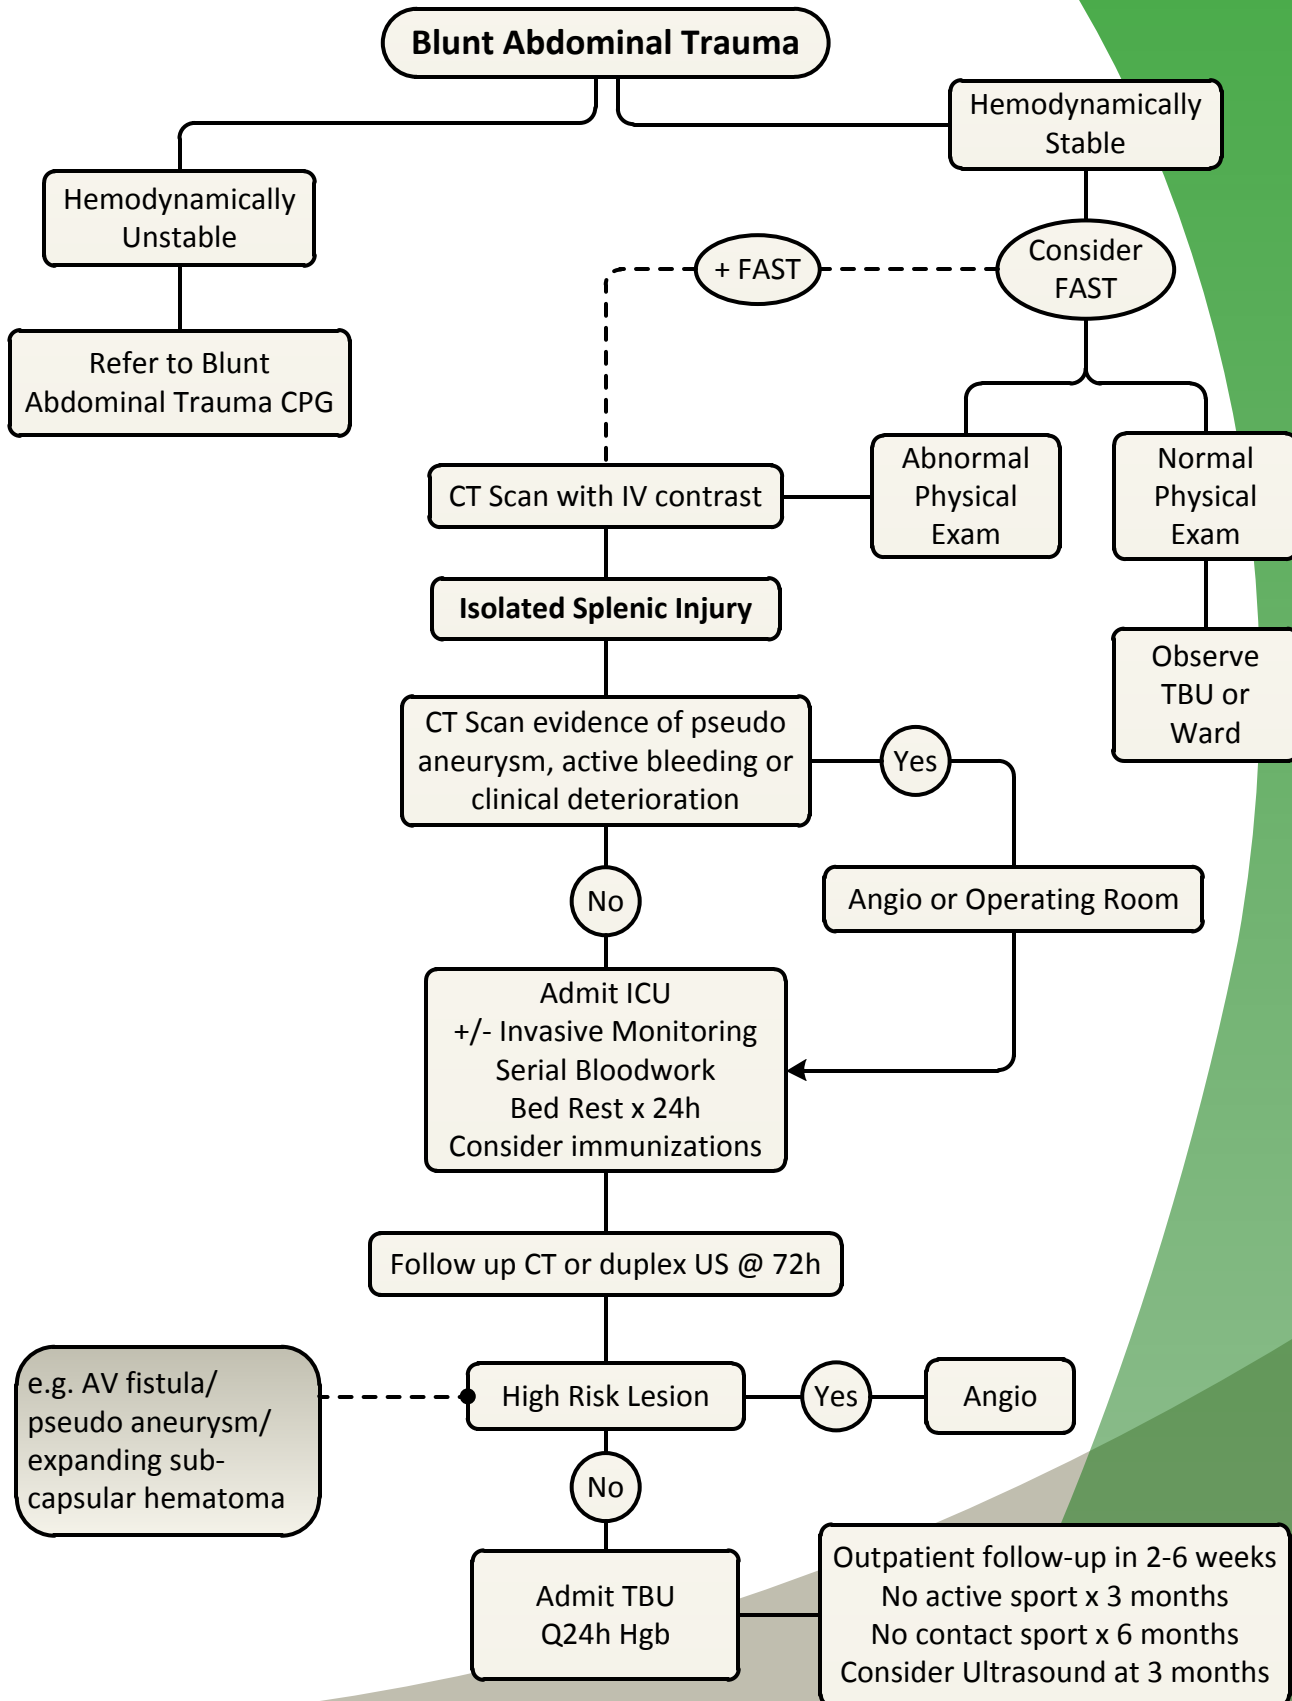 Blunt Abdominal Trauma
Hemodynamically
Stable
Hemodynamically
Unstable
Consider
FAST
+ FAST
Refer to Blunt
Abdominal Trauma CPG
Abnormal
Physical
Exam
Normal
Physical
Exam
CT Scan with IV contrast
Isolated Splenic Injury
Observe
TBU or
Ward
CT Scan evidence of pseudo
aneurysm, active bleeding or
clinical deterioration
Yes
No
Angio or Operating Room
Admit ICU
+/- Invasive Monitoring
Serial Bloodwork
Bed Rest x 24h
Consider immunizations
Follow up CT or duplex US @ 72h
e.g. AV fistula/
pseudo aneurysm/
expanding sub-
capsular hematoma
High Risk Lesion
Yes
Angio
No
Admit TBU
Q24h Hgb
Outpatient follow-up in 2-6 weeks
No active sport x 3 months
No contact sport x 6 months
Consider Ultrasound at 3 months